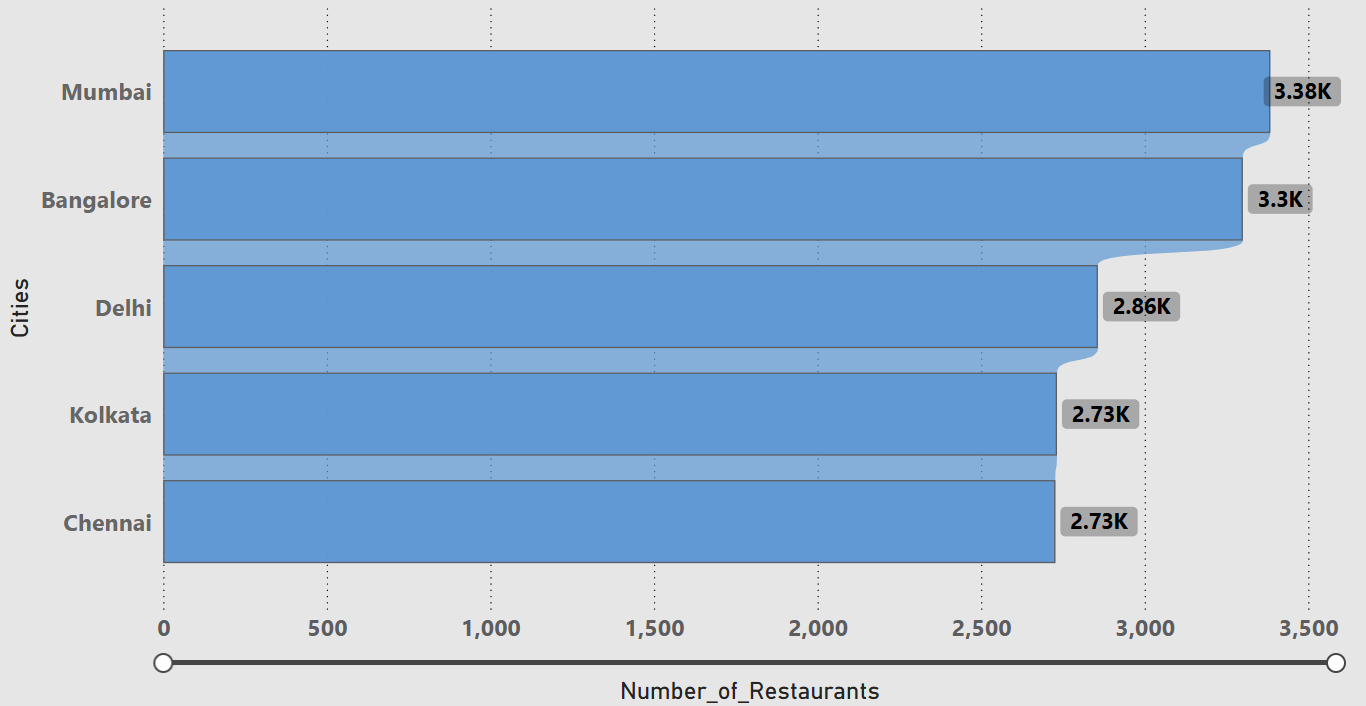 Cities
Mumbai 3.38K
Bangalore 3.3K
Delhi 2.86K
Kolkata 2.73K
Chennai 2.73K
0 500 1,000 1,500 2,000 2,500 3,000 3,500
Number_of_Restaurants